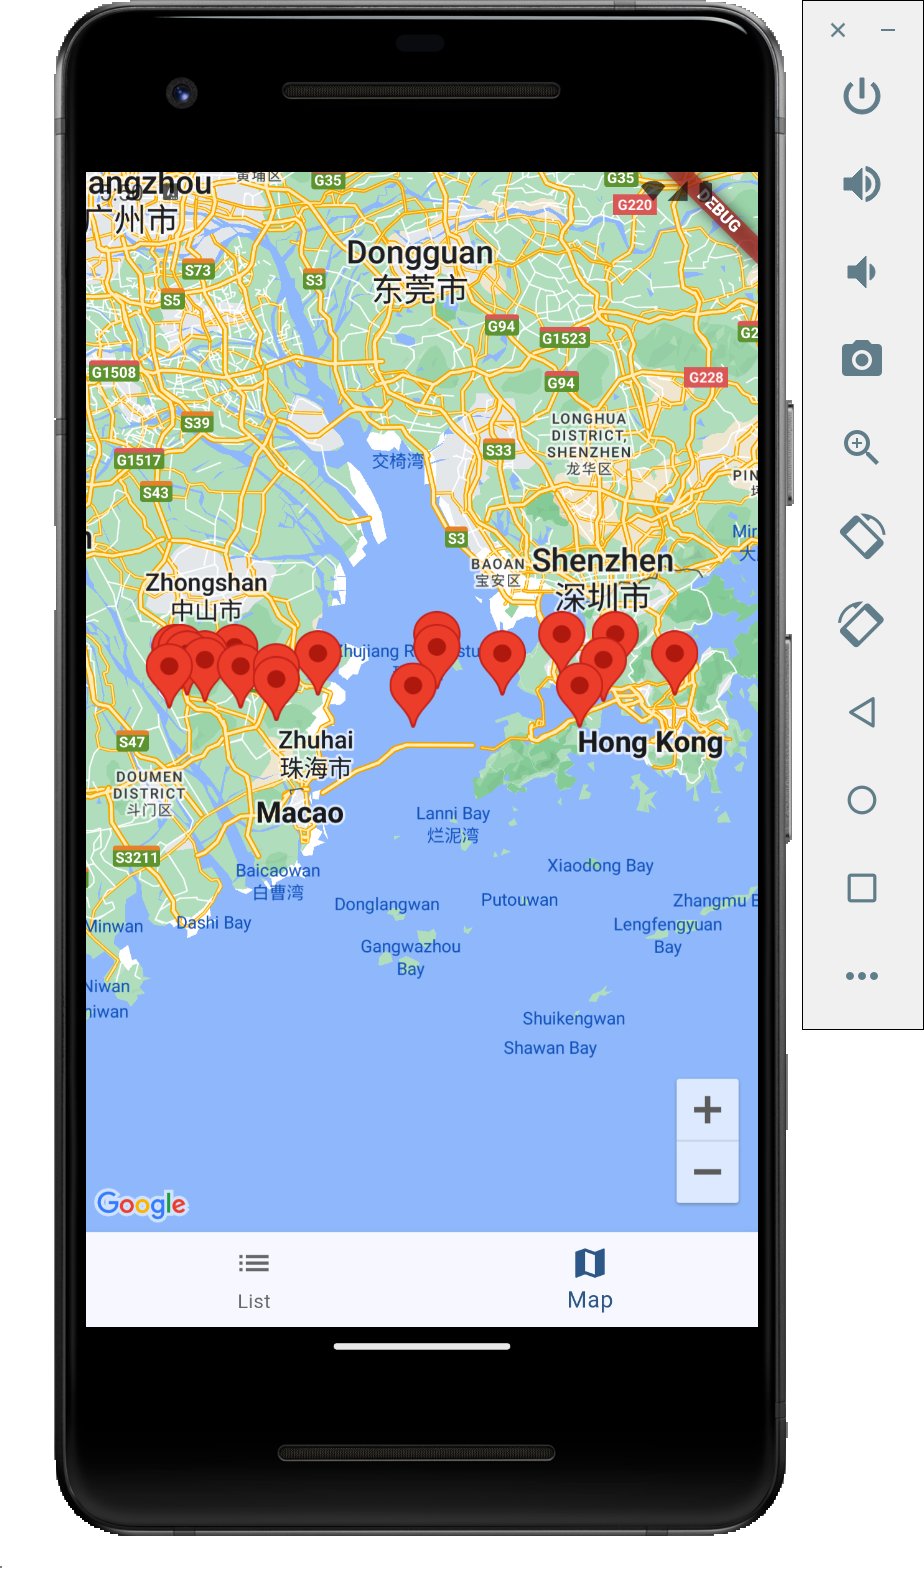 angzhou
广州市
黄埔区
G35
G35
G220
DEBUG
Dongguan
东莞市
S73
S3
S5
G94
G1523
G2
G1508
G94
G228
S39
LONGHUA
DISTRICT,
SHENZHEN
龙华区
S33
G1517
交椅湾
PIN
S43
Mir
大
S3
BAOAN
宝安区
Shenzhen
深圳市
Zhongshan
中山市
Zhujiang R
stu
S47
Zhuhai
珠海市
Hong Kong
DOUMEN
DISTRICT
斗门区
Macao
Lanni Bay
烂泥湾
S3211
Baicaowan
白曹湾
Xiaodong Bay
Donglangwan
Putouwan
Zhangmu B
Minwan
Dashi Bay
Lengfengyuan
Bay
Gangwazhou
Bay
Niwan
niwan
Shuikengwan
Shawan Bay
+
−
Google
List
Map